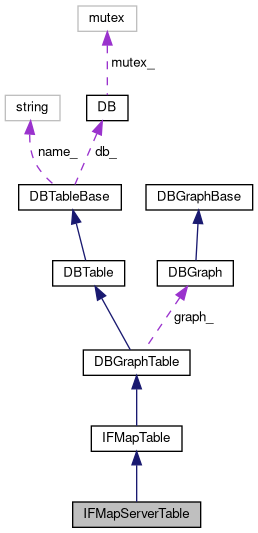 mutex
mutex_
string
DB
name_
db_
DBTableBase
DBGraphBase
DBTable
DBGraph
graph_
DBGraphTable
IFMapTable
IFMapServerTable